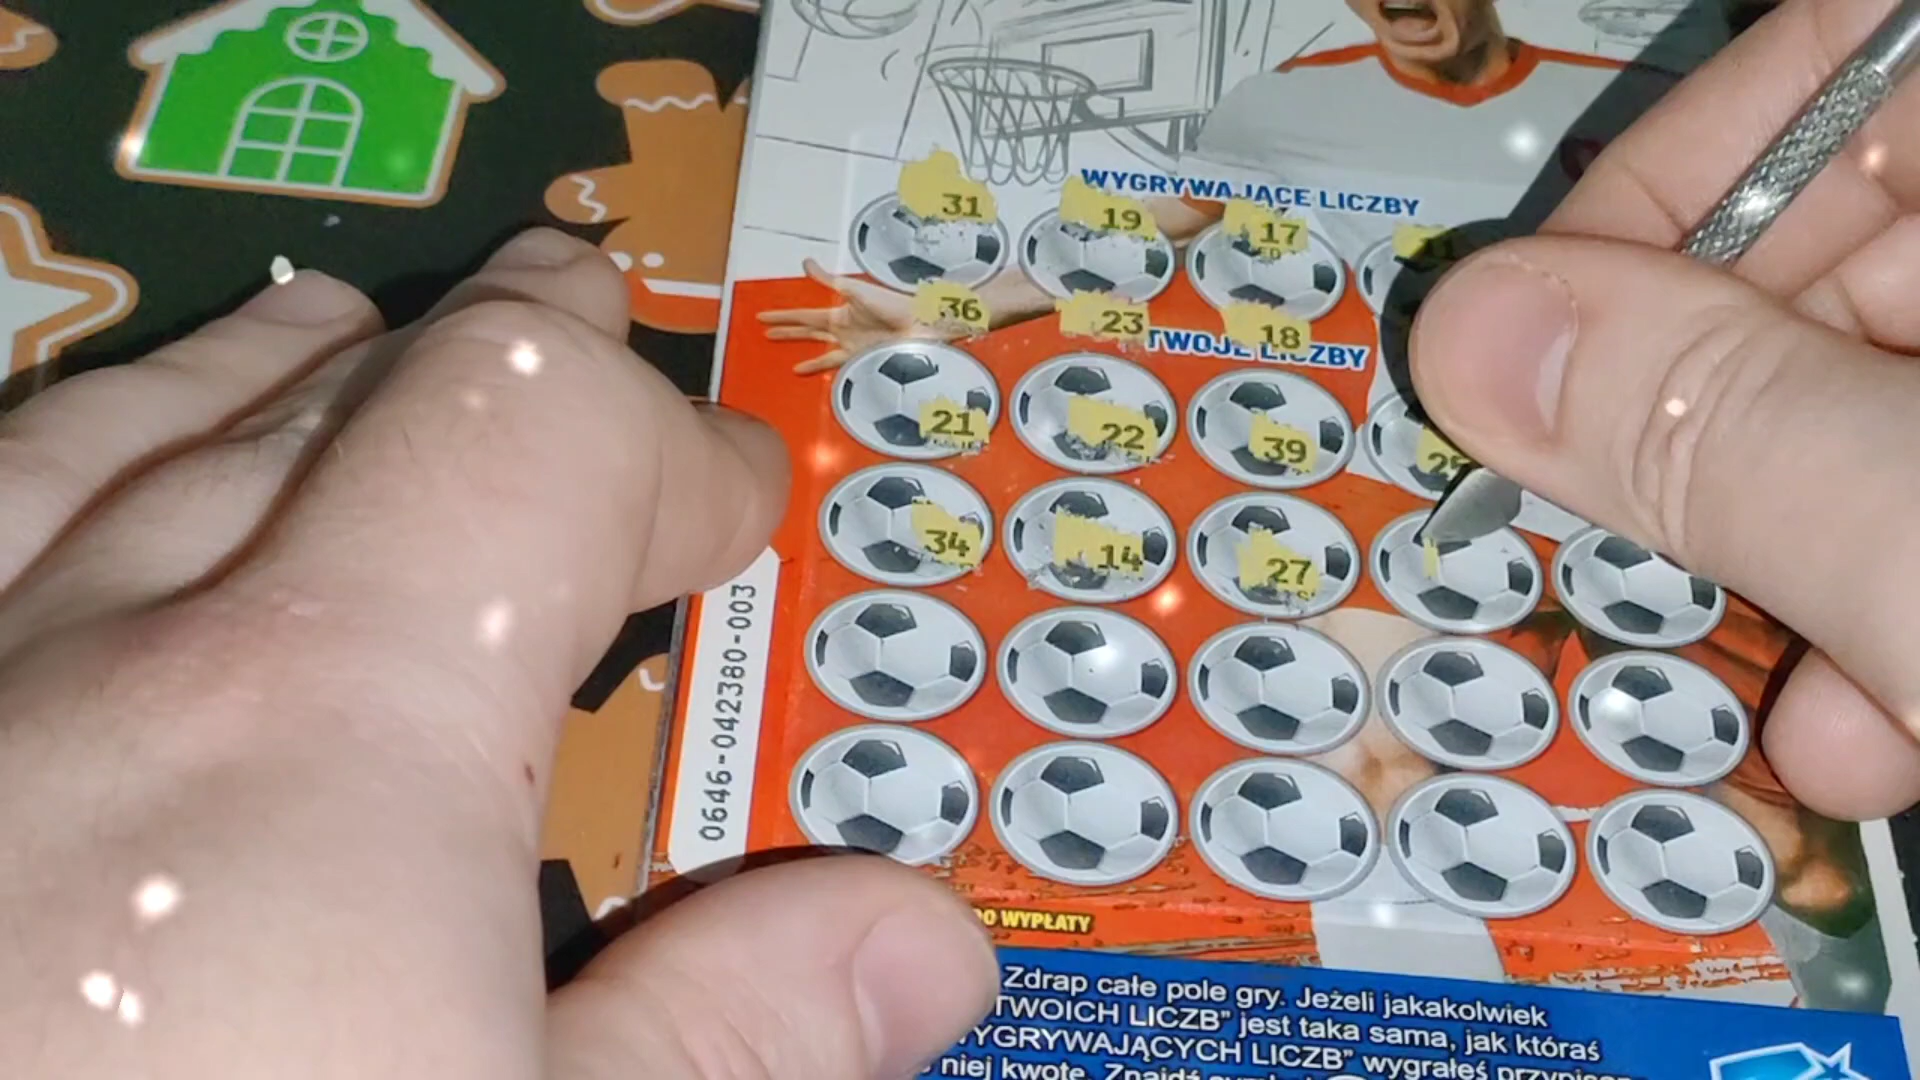 WYGRYWAJĄCE LICZBY
31 19 17
36 23 18
TWOJE LICZBY
21 22 39
34 14 27
0646-042380-003
DO WYPŁATY
Zdrap całe pole gry. Jeżeli jakakolwiek
TWOICH LICZB” jest taka sama, jak któraś
WYGRYWAJĄCYCH LICZB” wygrałeś
niej kwotę. Znajdź